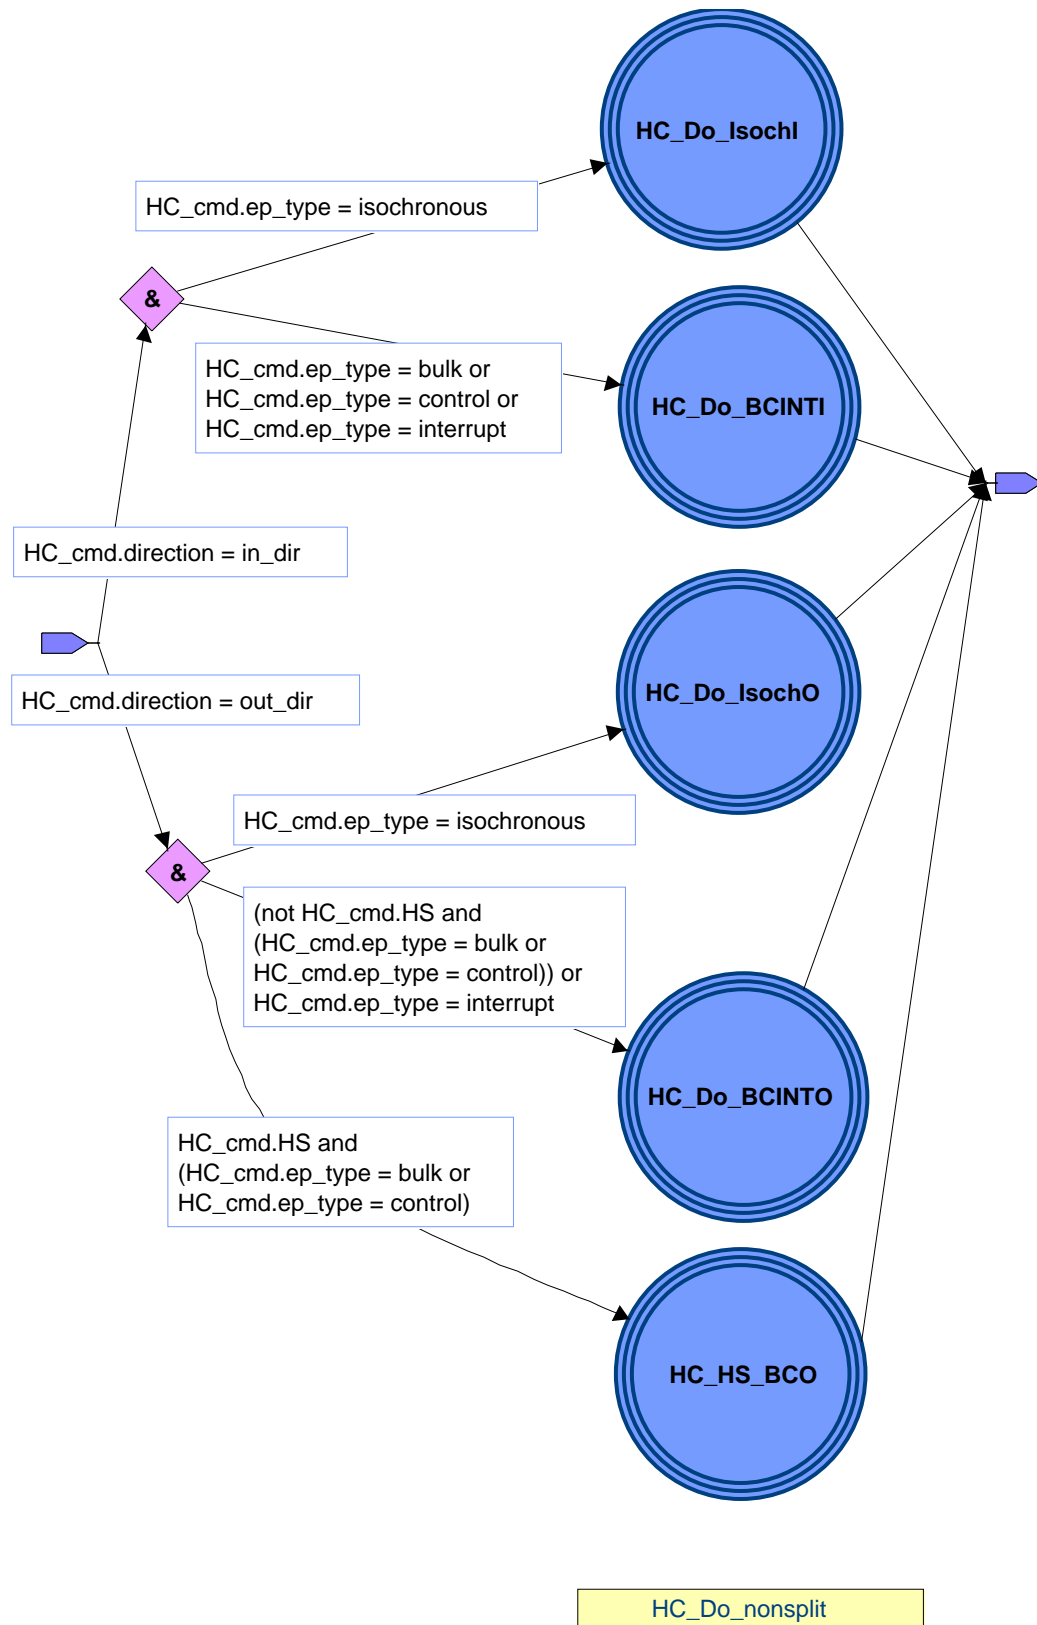 HC_Do_IsochI
HC_cmd.ep_type = isochronous
&
HC_cmd.ep_type = bulk or
HC_cmd.ep_type = control or
HC_cmd.ep_type = interrupt
HC_Do_BCINTI
HC_cmd.direction = in_dir
HC_cmd.direction = out_dir
HC_Do_IsochO
HC_cmd.ep_type = isochronous
&
(not HC_cmd.HS and
(HC_cmd.ep_type = bulk or
HC_cmd.ep_type = control)) or
HC_cmd.ep_type = interrupt
HC_Do_BCINTO
HC_cmd.HS and
(HC_cmd.ep_type = bulk or
HC_cmd.ep_type = control)
HC_HS_BCO
HC_Do_nonsplit